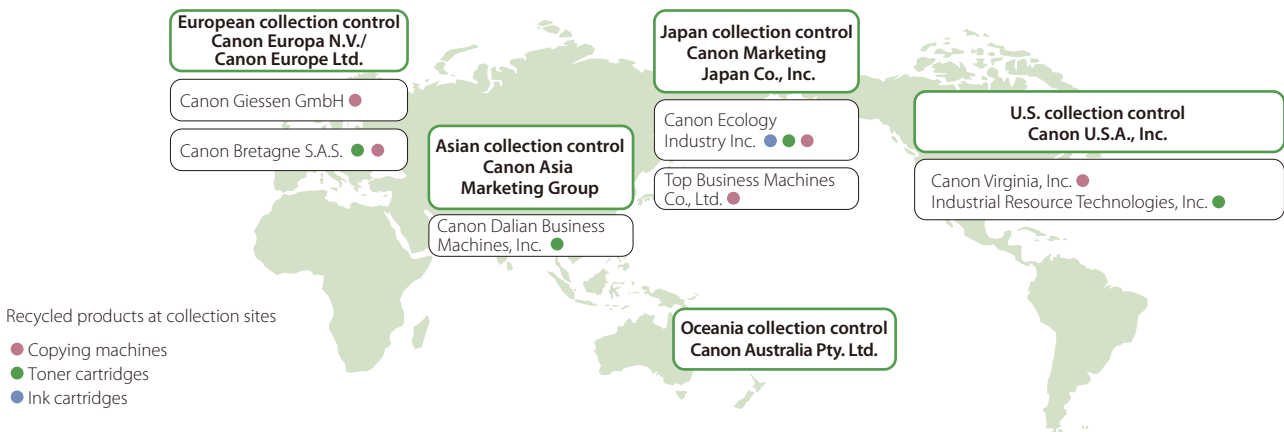 European collection control
Canon Europa N.V./
Canon Europe Ltd.
Canon Giessen GmbH
Canon Bretagne S.A.S.
Asian collection control
Canon Asia
Marketing Group
Canon Dalian Business
Machines, Inc.
Japan collection control
Canon Marketing
Japan Co., Inc.
Canon Ecology
Industry Inc.
Top Business Machines
Co., Ltd.
U.S. collection control
Canon U.S.A., Inc.
Canon Virginia, Inc.
Industrial Resource Technologies, Inc.
Oceania collection control
Canon Australia Pty. Ltd.
Recycled products at collection sites
Copying machines
Toner cartridges
Ink cartridges